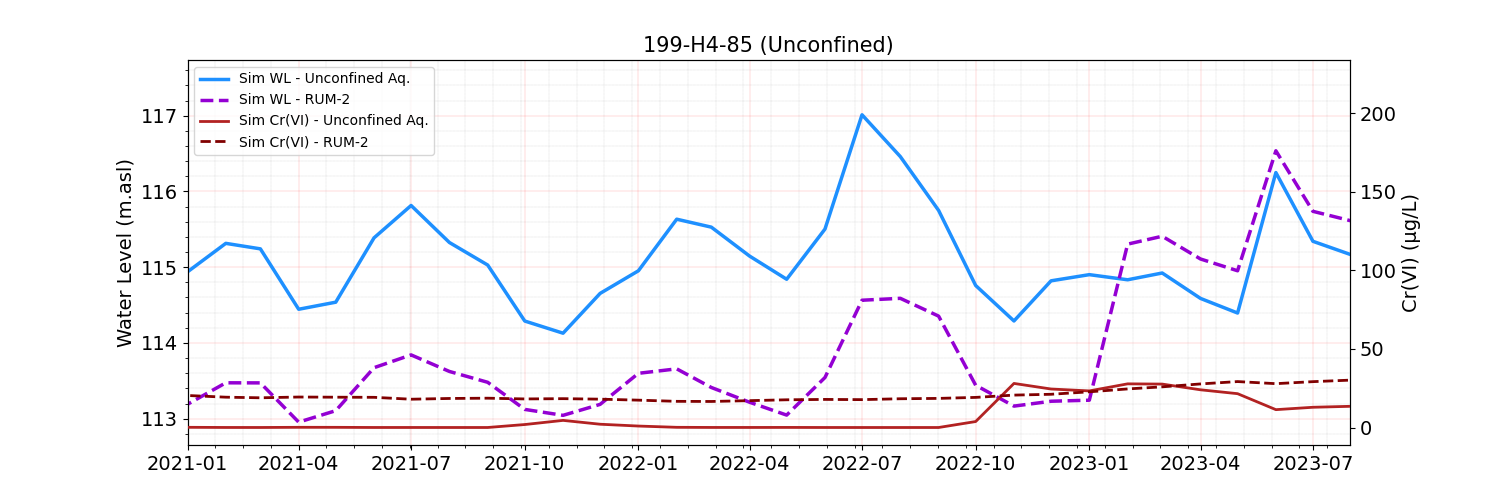 199-H4-85 (Unconfined)
Sim WL - Unconfined Aq.
Sim WL - RUM-2
Sim Cr(VI) - Unconfined Aq.
Sim Cr(VI) - RUM-2
Water Level (m.asl)
117
116
115
114
113
Cr(VI) (µg/L)
200
150
100
50
0
2021-01 2021-04 2021-07 2021-10 2022-01 2022-04 2022-07 2022-10 2023-01 2023-04 2023-07